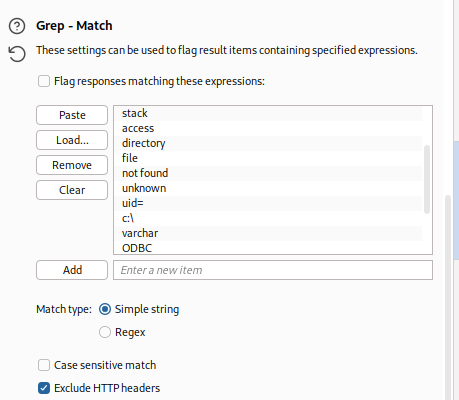 Grep - Match
These settings can be used to flag result items containing specified expressions.
Flag responses matching these expressions:
Paste
Load...
Remove
Clear
stack
access
directory
file
not found
unknown
uid=
c:\
varchar
ODBC
Add
Enter a new item
Match type:
Simple string
Regex
Case sensitive match
Exclude HTTP headers